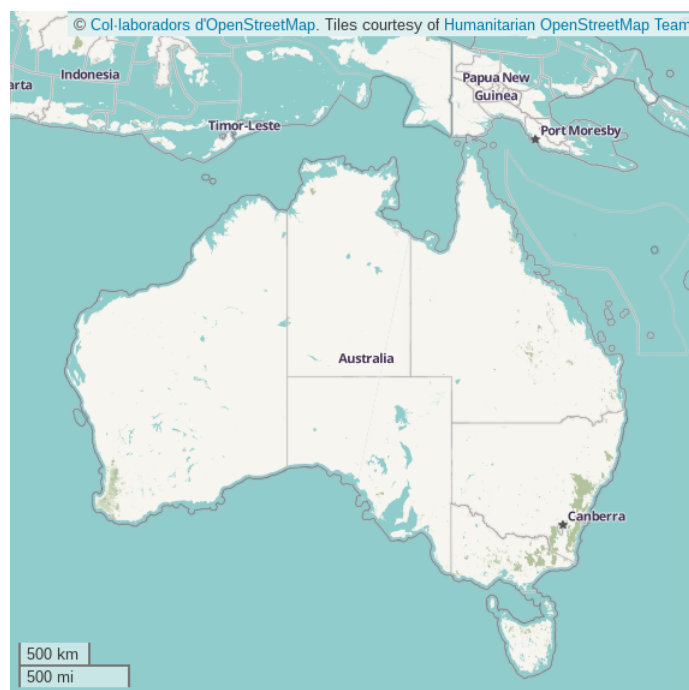 © Col·laboradors d'OpenStreetMap. Tiles courtesy of Humanitarian OpenStreetMap Team
Indonesia
arta
Papua New
Guinea
Timor-Leste
Port Moresby
Australia
Canberra
500 km
500 mi